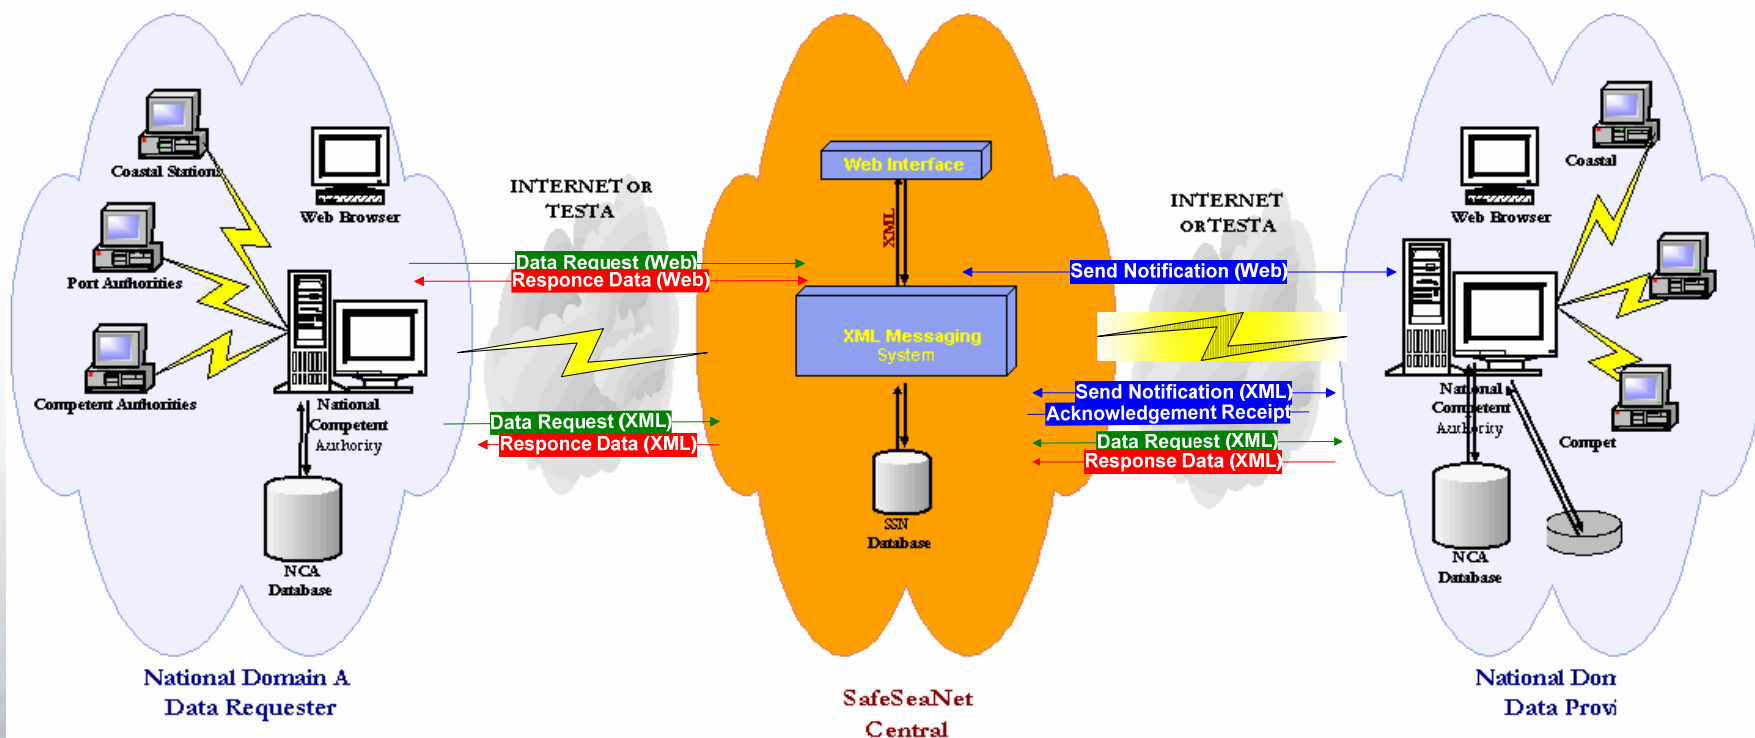 Coastal Stations
Web Browser
Port Authorities
Competent Authorities
National
Competent
Authority
NCA
Database
National Domain A
Data Requester
INTERNET OR
TESTA
Data Request (Web)
Responce Data (Web)
Data Request (XML)
Responce Data (XML)
Web Interface
XML
XML Messaging
System
SSN
Database
SafeSeaNet
Central
INTERNET
OR TESTA
Send Notification (Web)
Send Notification (XML)
Acknowledgement Receipt
Data Request (XML)
Response Data (XML)
Coastal
Web Browser
National
Competent
Authority
Compet
NCA
Database
National Dom
Data Provi